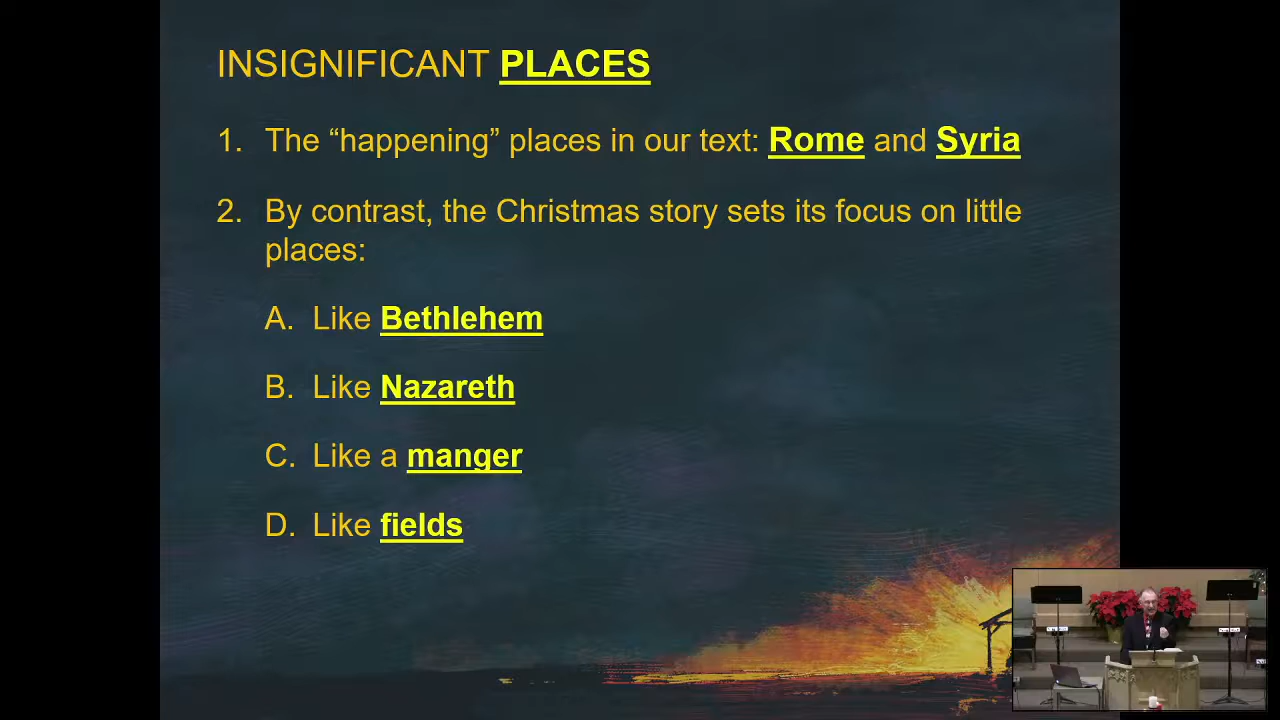 INSIGNIFICANT PLACES
1. The “happening” places in our text: Rome and Syria
2. By contrast, the Christmas story sets its focus on little
places:
A. Like Bethlehem
B. Like Nazareth
C. Like a manger
D. Like fields